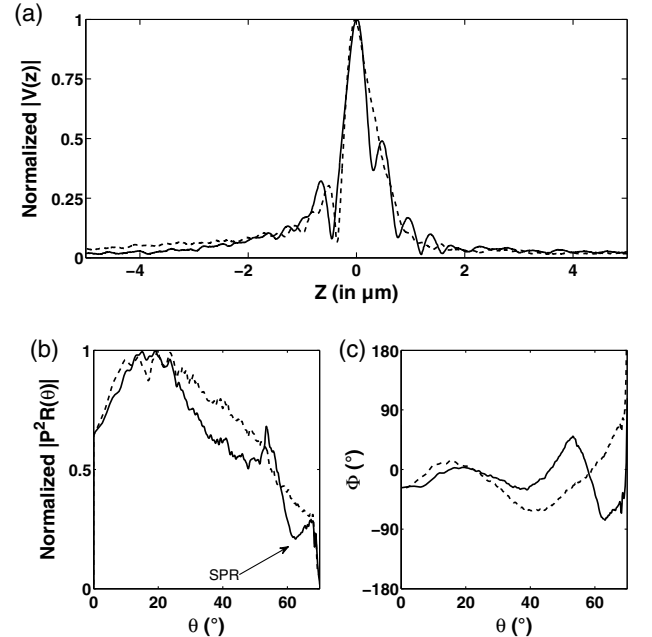 (a)
Normalized |V(z)|
1
0.75
0.5
0.25
0
−4
−2
0
2
4
Z (in µm)
(b)
Normalized |P²R(θ)|
1
0.5
0
0
20
40
60
θ (°)
SPR
(c)
Φ (°)
180
90
0
−90
−180
0
20
40
60
θ (°)